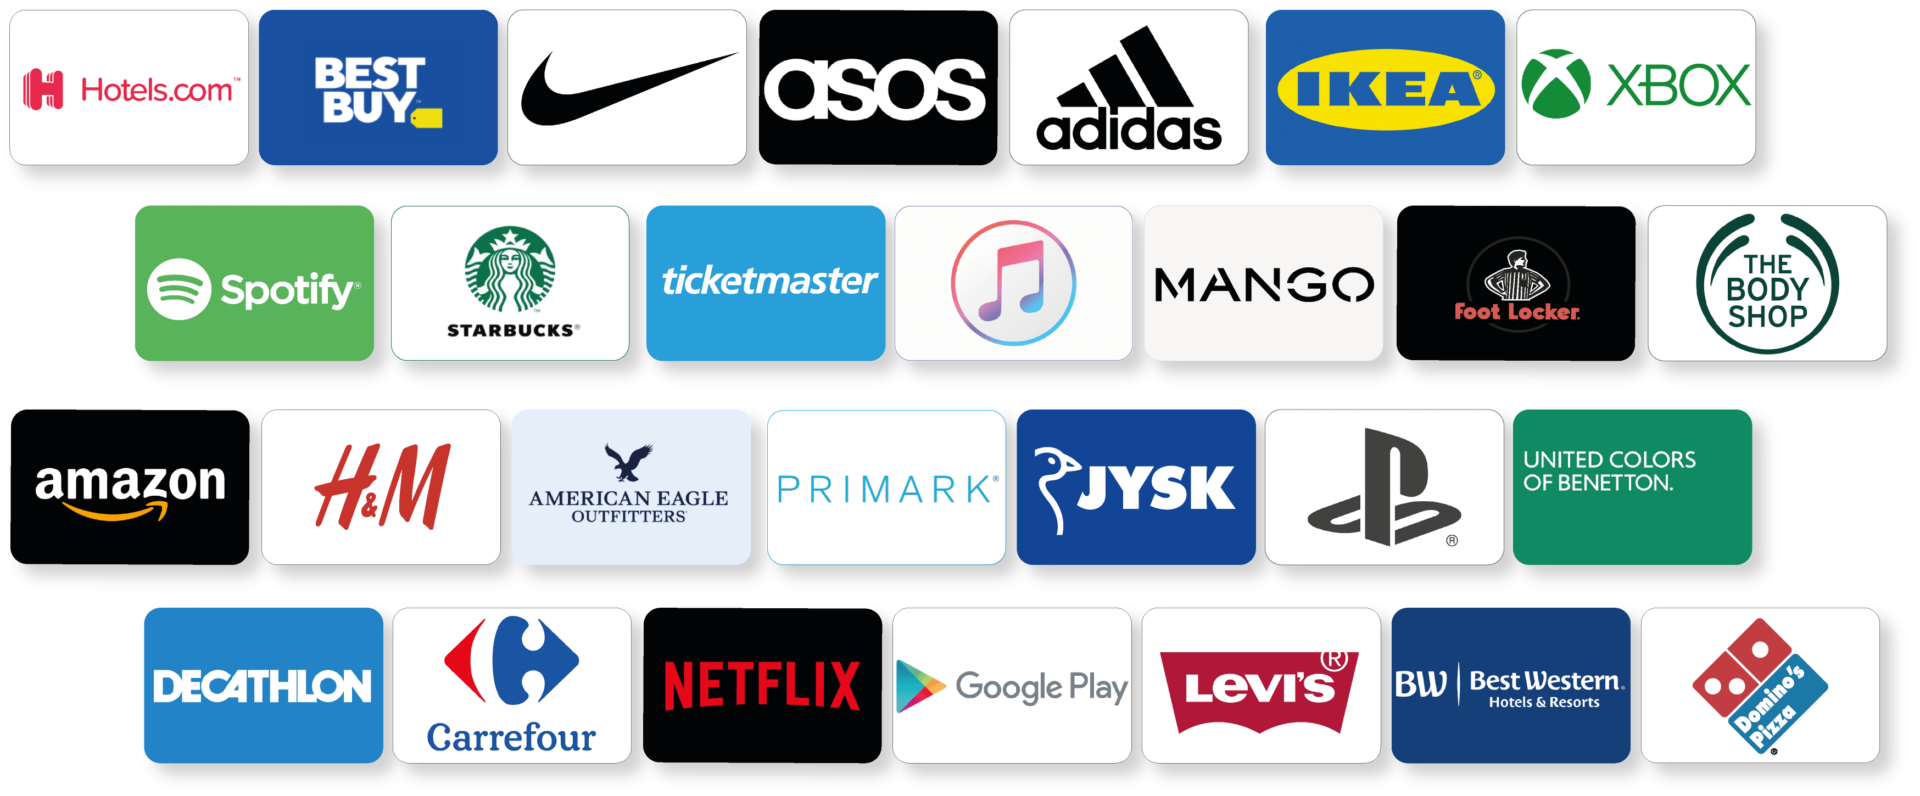 Hotels.com™
BEST
BUY™
asos
adidas
IKEA®
XBOX
Spotify®
STARBUCKS®
ticketmaster
MANGO
Foot Locker.
THE
BODY
SHOP
amazon
H&M
AMERICAN EAGLE
OUTFITTERS
PRIMARK®
JYSK
®
UNITED COLORS
OF BENETTON.
DECATHLON
Carrefour
NETFLIX
Google Play
LEVI'S®
BW
Best Western®
Hotels & Resorts
Domino's
Pizza
®